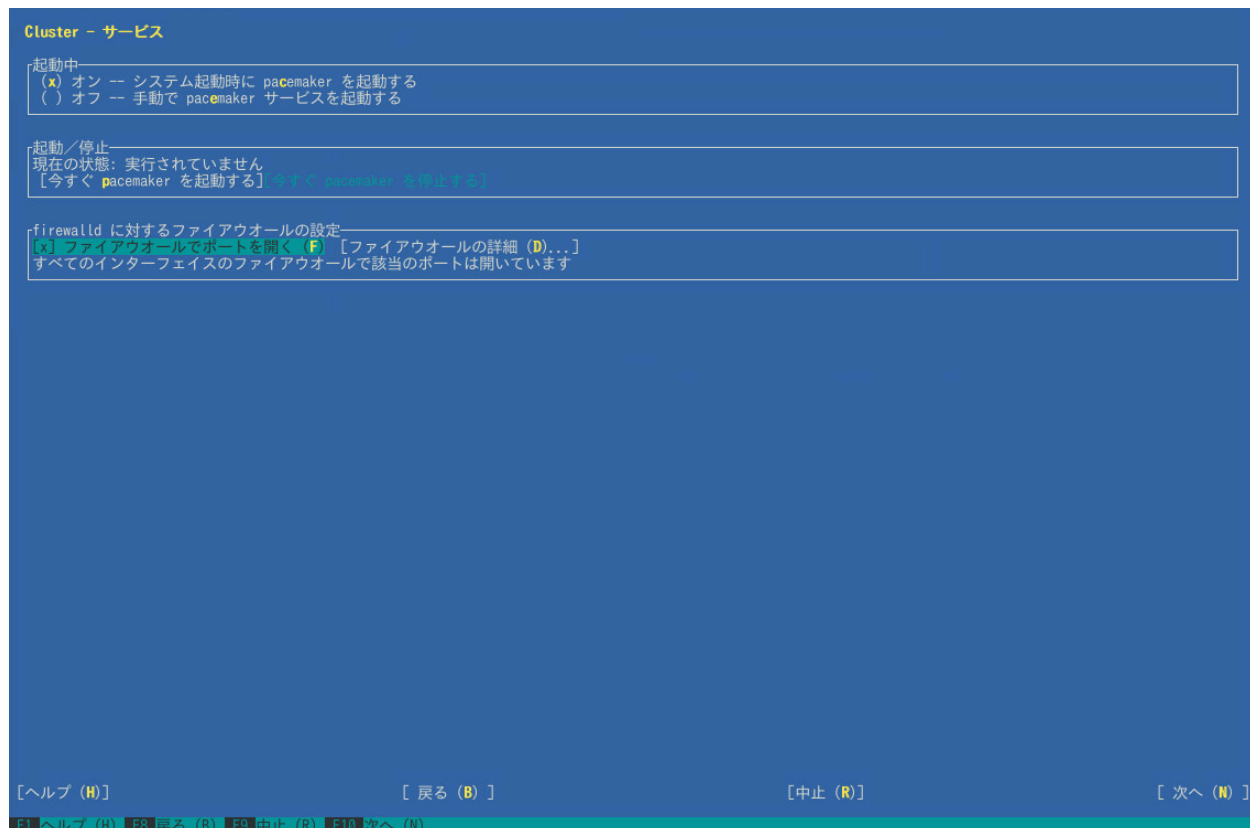 Cluster - サービス
起動中
(x) オン -- システム起動時に pacemaker を起動する
( ) オフ -- 手動で pacemaker サービスを起動する
起動／停止
現在の状態: 実行されていません
[今すぐ pacemaker を起動する][今すぐ pacemaker を停止する]
firewalld に対するファイアウオールの設定
[x] ファイアウオールでポートを開く (F) [ファイアウオールの詳細 (D)...]
すべてのインターフェイスのファイアウオールで該当のポートは開いています
[ヘルプ (H)] [ 戻る (B) ] [中止 (R)] [ 次へ (N) ]
F1 ヘルプ (H) F8 戻る (B) F9 中止 (R) F10 次へ (N)